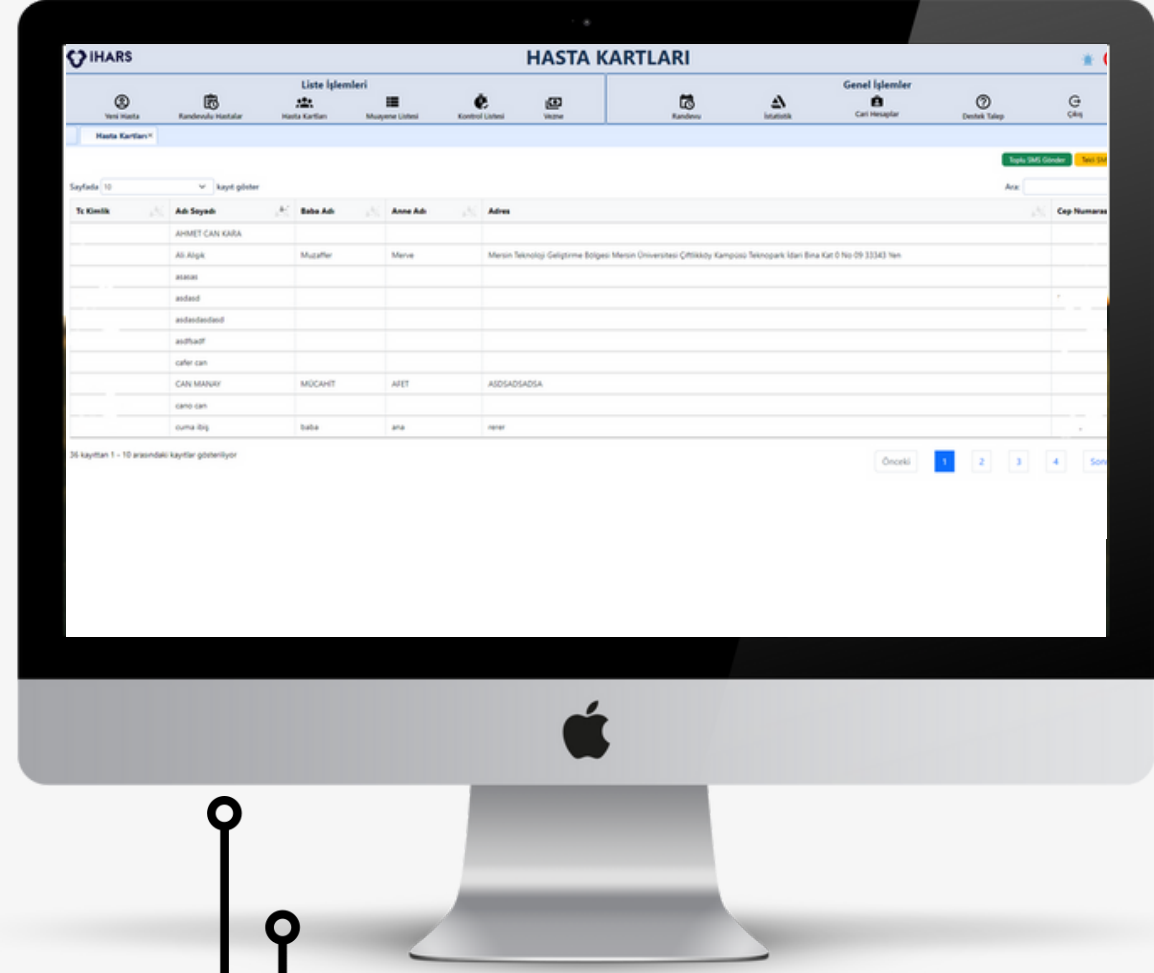 IHARS
HASTA KARTLARI
Liste İşlemleri
Genel İşlemler
Yeni Hasta Randevulu Hastalar Hasta Kartları Muayene Listesi Kontrol Listesi Vezne Randevu İstatistik Cari Hesaplar Destek Talep Çıkış
Hasta Kartları×
Toplu SMS Gönder Tekli SM
Sayfada 10 kayıt göster Ara:
Tc Kimlik Adı Soyadı Baba Adı Anne Adı Adres Cep Numaras
AHMET CAN KARA
Ali Algik Muzaffer Merve Mersin Teknoloji Geliştirme Bölgesi Mersin Üniversitesi Çiftlikköy Kampüsü Teknopark İdari Bina Kat 0 No 09 33343 Yen
asasas
asdasd
asdasdasdasd
asdfsadf
cafer can
CAN MANAY MÜCAHİT AFET ASDSADSADSA
cano can
cuma ibiş baba ana rerer
36 kayıttan 1 - 10 arasındaki kayıtlar gösteriliyor
Önceki 1 2 3 4 Son